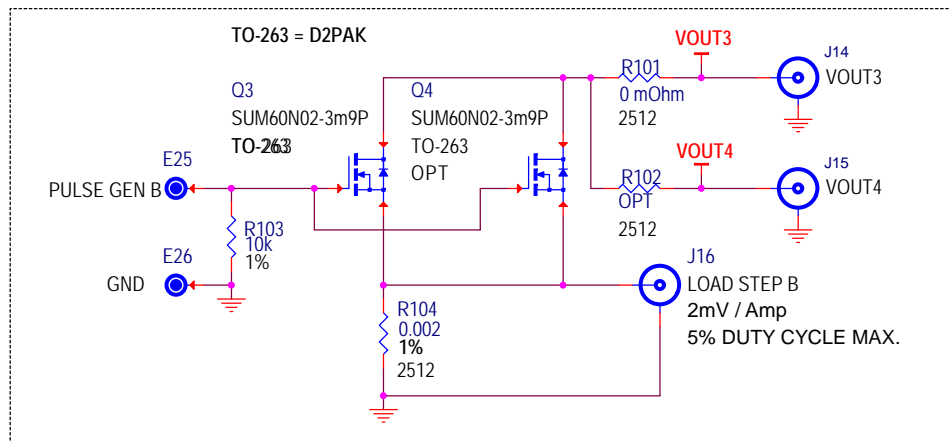 TO-263 = D2PAK
Q3
SUM60N02-3m9P
TO-263
Q4
SUM60N02-3m9P
TO-263
OPT
VOUT3
R101
0 mOhm
2512
J14
VOUT3
VOUT4
R102
OPT
2512
J15
VOUT4
E25
PULSE GEN B
R103
10k
1%
E26
GND
J16
LOAD STEP B
2mV / Amp
5% DUTY CYCLE MAX.
R104
0.002
1%
2512